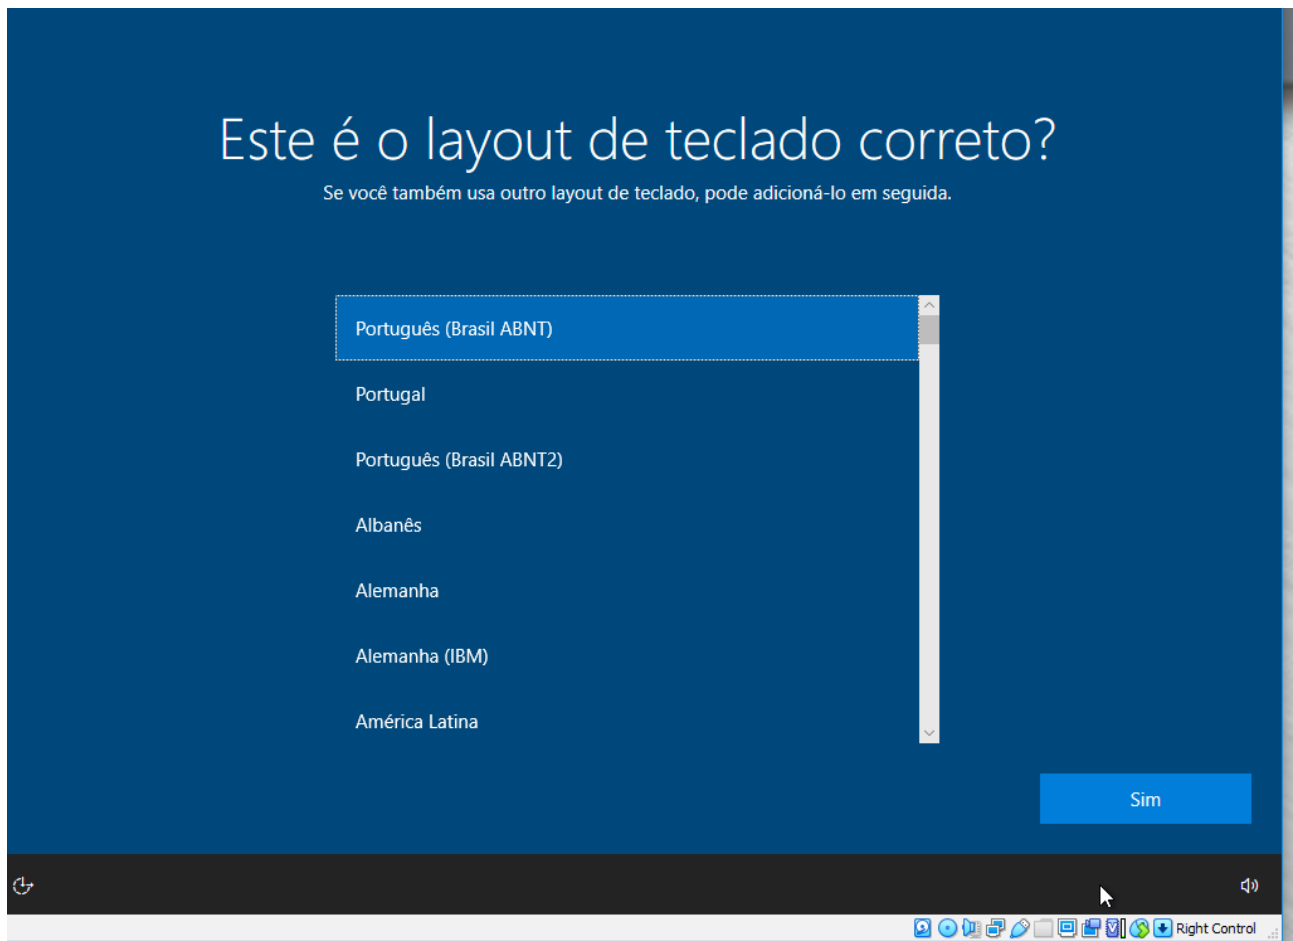 Este é o layout de teclado correto?
Se você também usa outro layout de teclado, pode adicioná-lo em seguida.
Português (Brasil ABNT)
Portugal
Português (Brasil ABNT2)
Albanês
Alemanha
Alemanha (IBM)
América Latina
Sim
Right Control